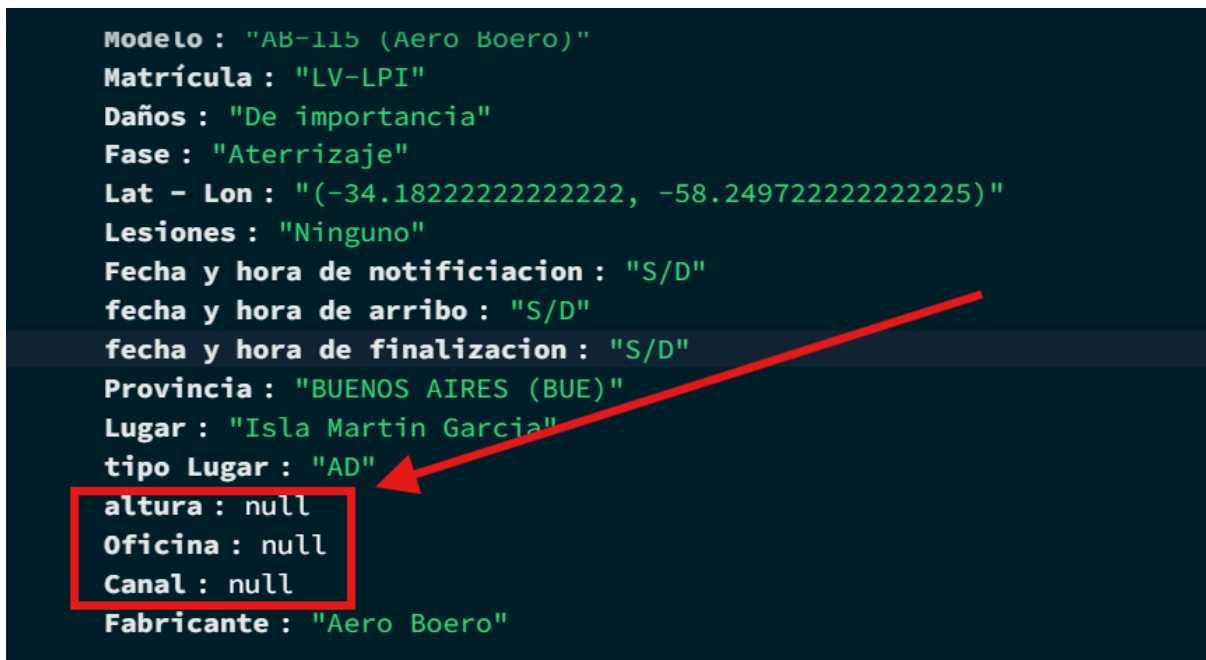 Modelo : "AB-115 (Aero Boero)"
Matrícula : "LV-LPI"
Daños : "De importancia"
Fase : "Aterrizaje"
Lat - Lon : "(-34.18222222222222, -58.249722222222225)"
Lesiones : "Ninguno"
Fecha y hora de notificiacion : "S/D"
fecha y hora de arribo : "S/D"
fecha y hora de finalizacion : "S/D"
Provincia : "BUENOS AIRES (BUE)"
Lugar : "Isla Martin Garcia"
tipo Lugar : "AD"
altura : null
Oficina : null
Canal : null
Fabricante : "Aero Boero"